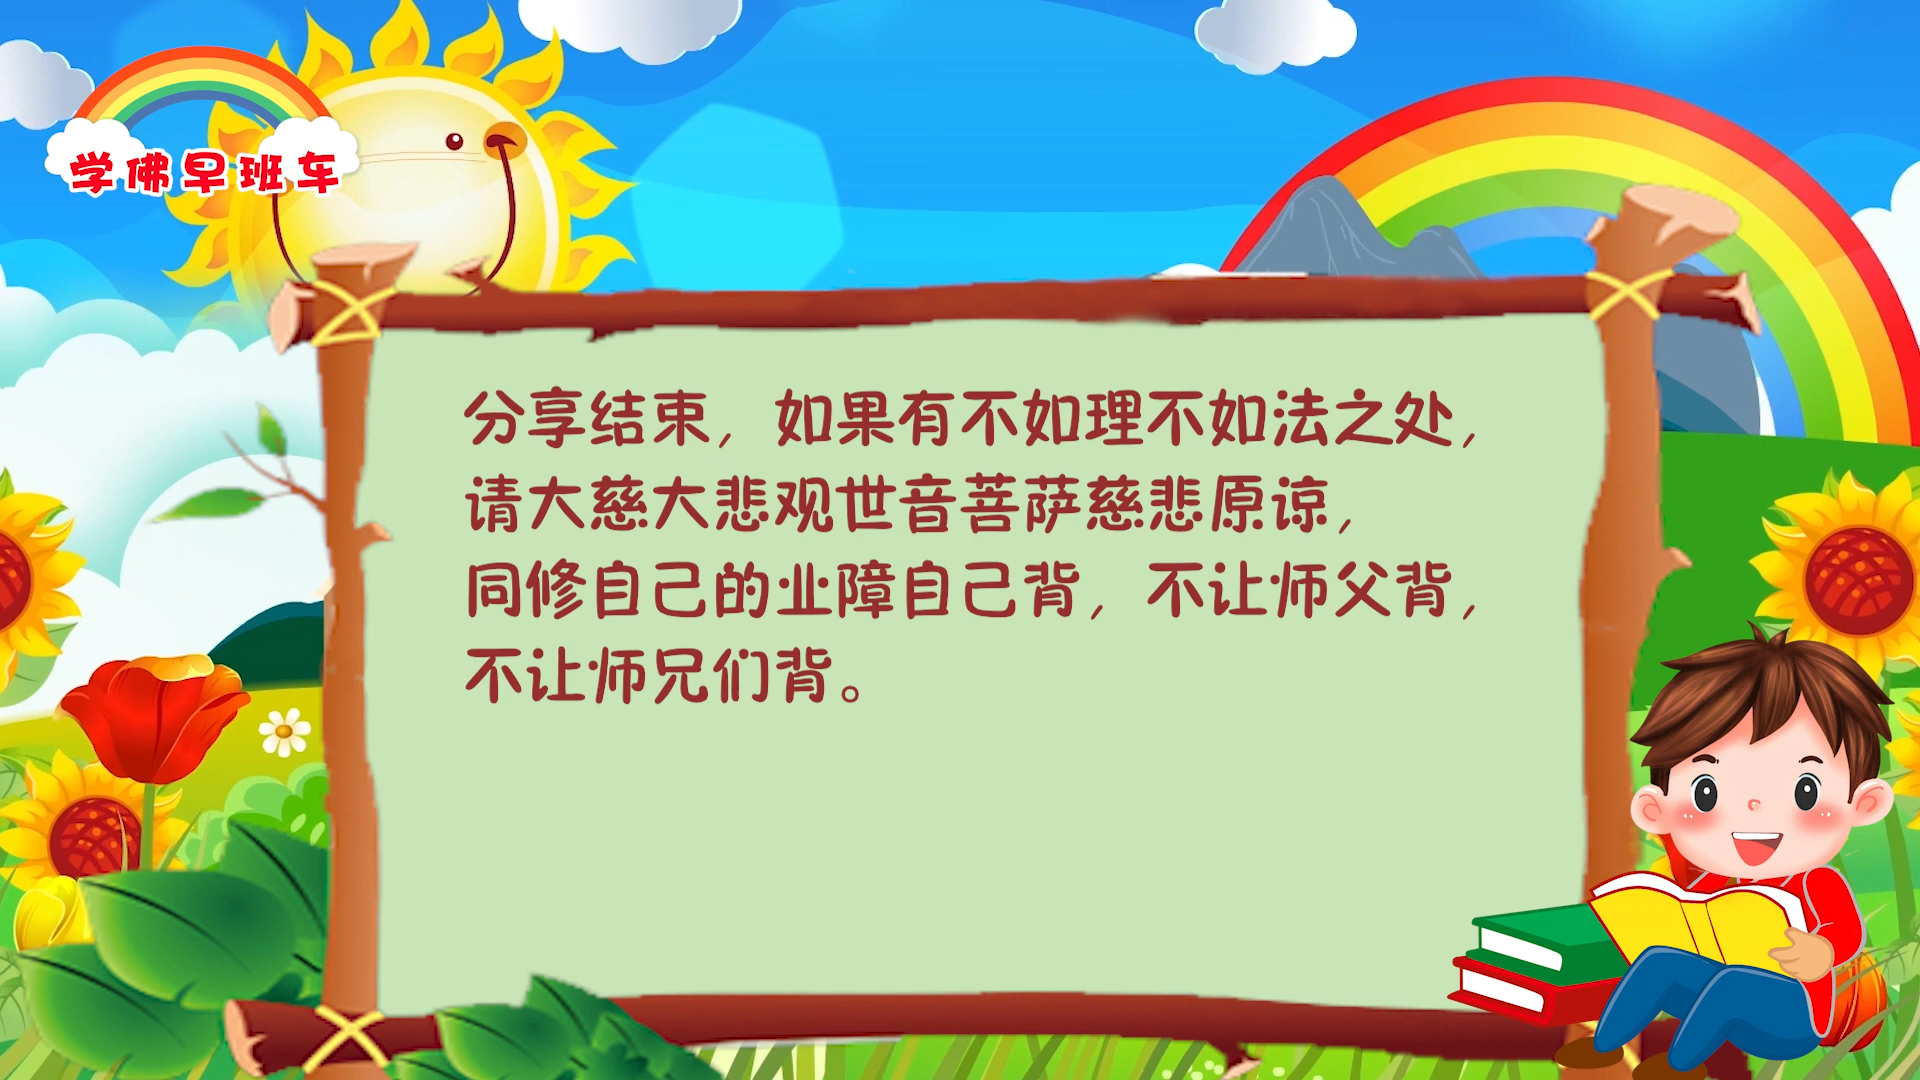 学佛早班车
分享结束，如果有不如理不如法之处，
请大慈大悲观世音菩萨慈悲原谅，
同修自己的业障自己背，不让师父背，
不让师兄们背。